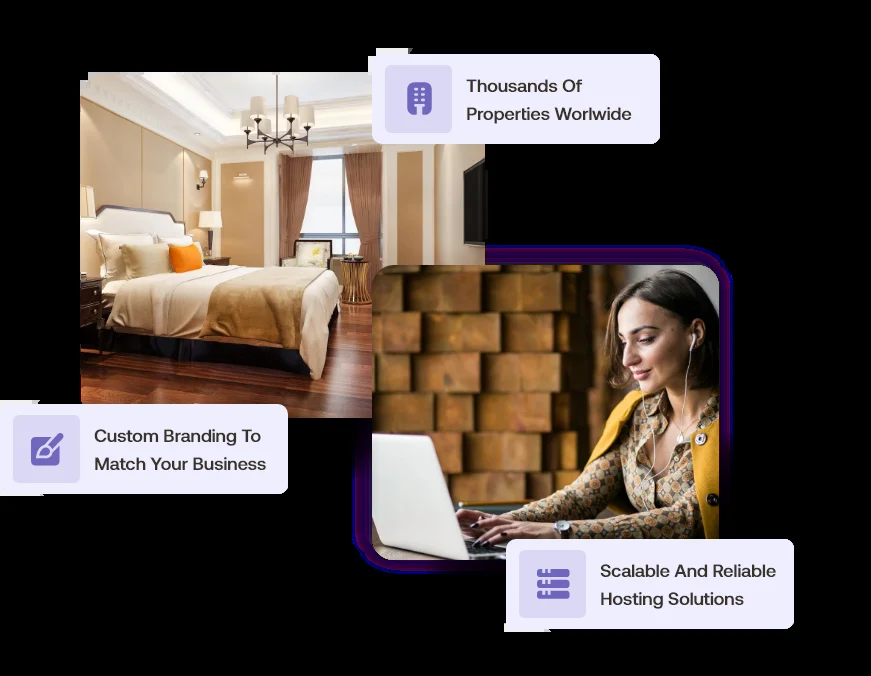 Thousands Of
Properties Worlwide
Custom Branding To
Match Your Business
Scalable And Reliable
Hosting Solutions